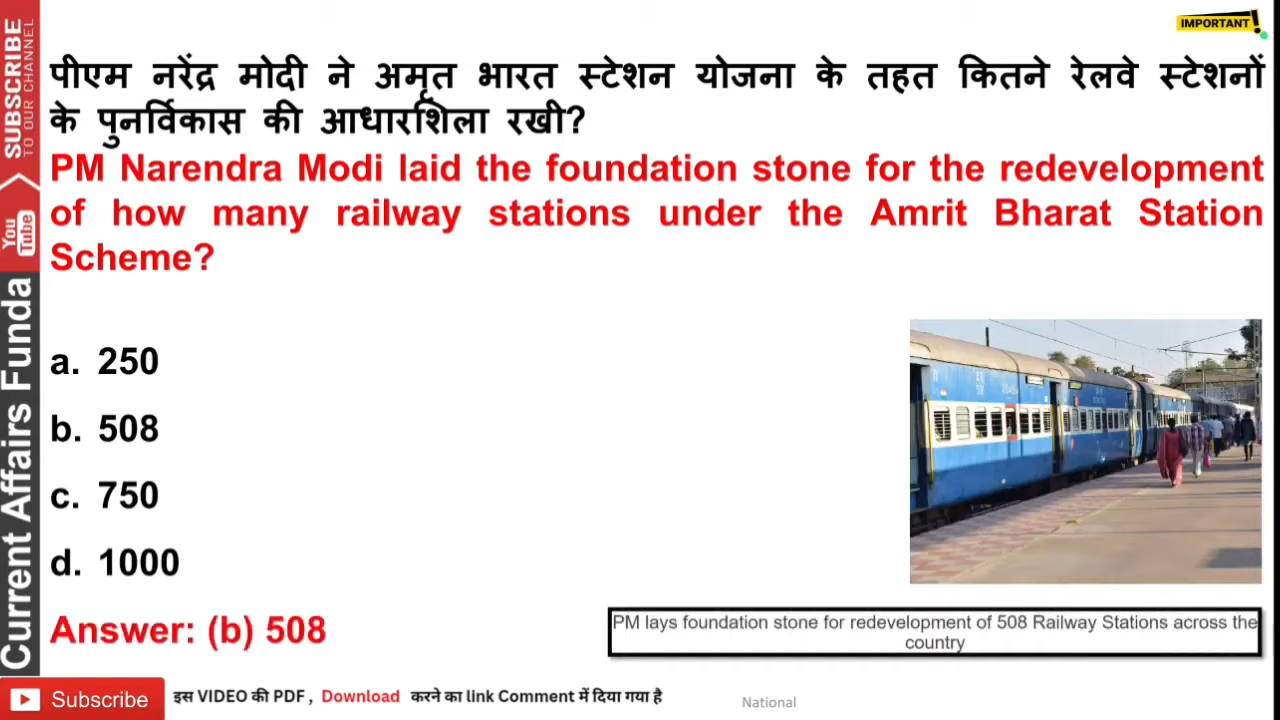 IMPORTANT!
पीएम नरेंद्र मोदी ने अमृत भारत स्टेशन योजना के तहत कितने रेलवे स्टेशनों
के पुनर्विकास की आधारशिला रखी?
PM Narendra Modi laid the foundation stone for the redevelopment
of how many railway stations under the Amrit Bharat Station
Scheme?
a. 250
b. 508
c. 750
d. 1000
Answer: (b) 508
PM lays foundation stone for redevelopment of 508 Railway Stations across the
country
SUBSCRIBE
TO OUR CHANNEL
You
Tube
Current Affairs Funda
Subscribe
इस VIDEO की PDF , Download करने का link Comment में दिया गया है
National